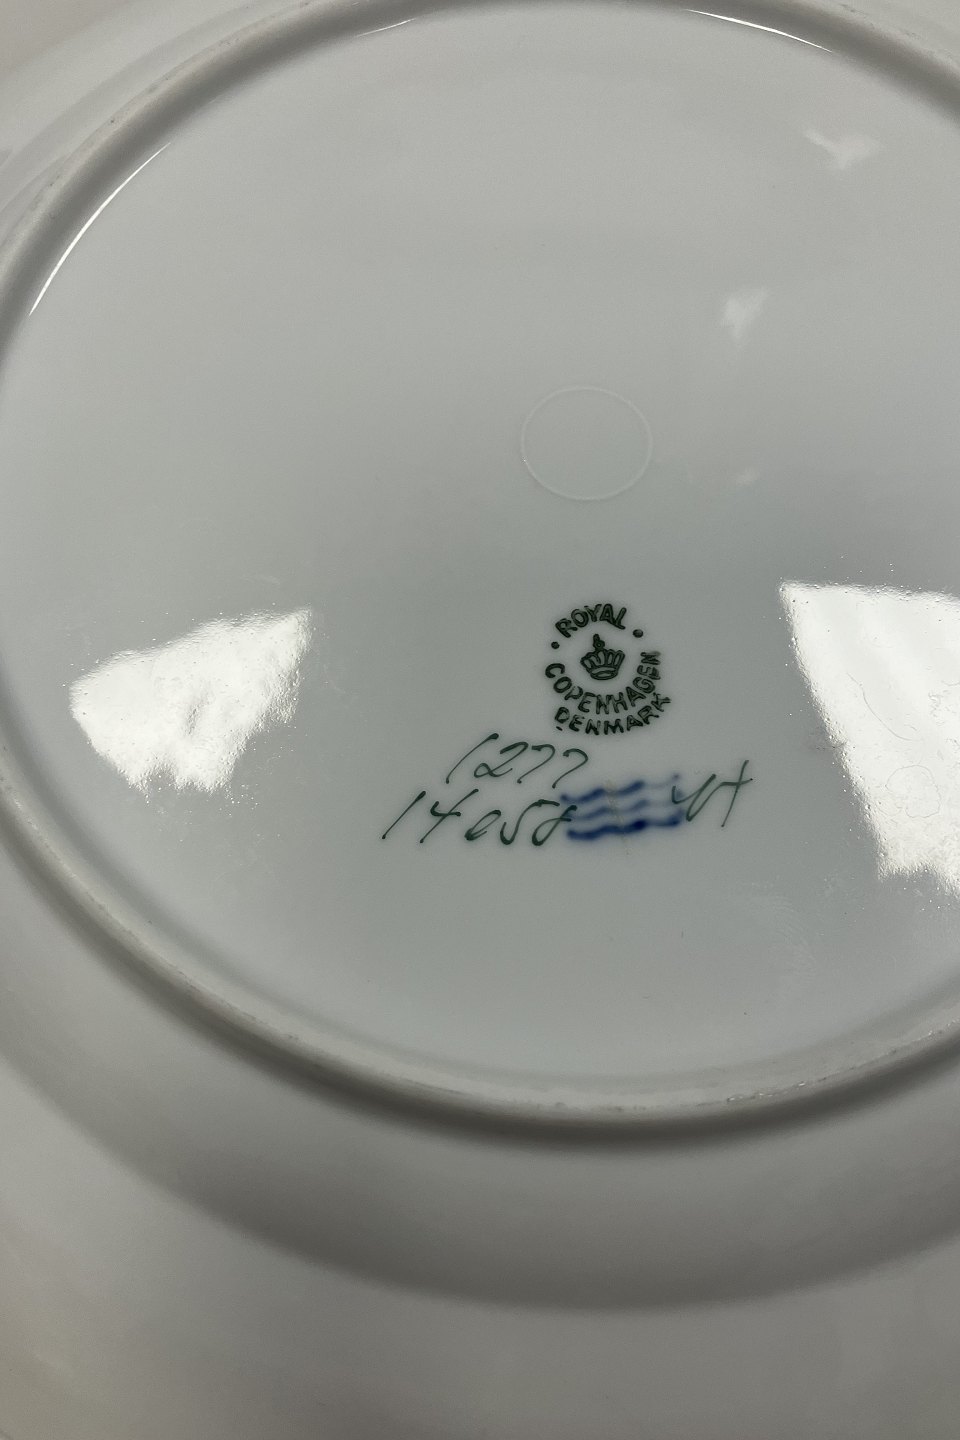 ROYAL
COPENHAGEN
DENMARK
1277
14058